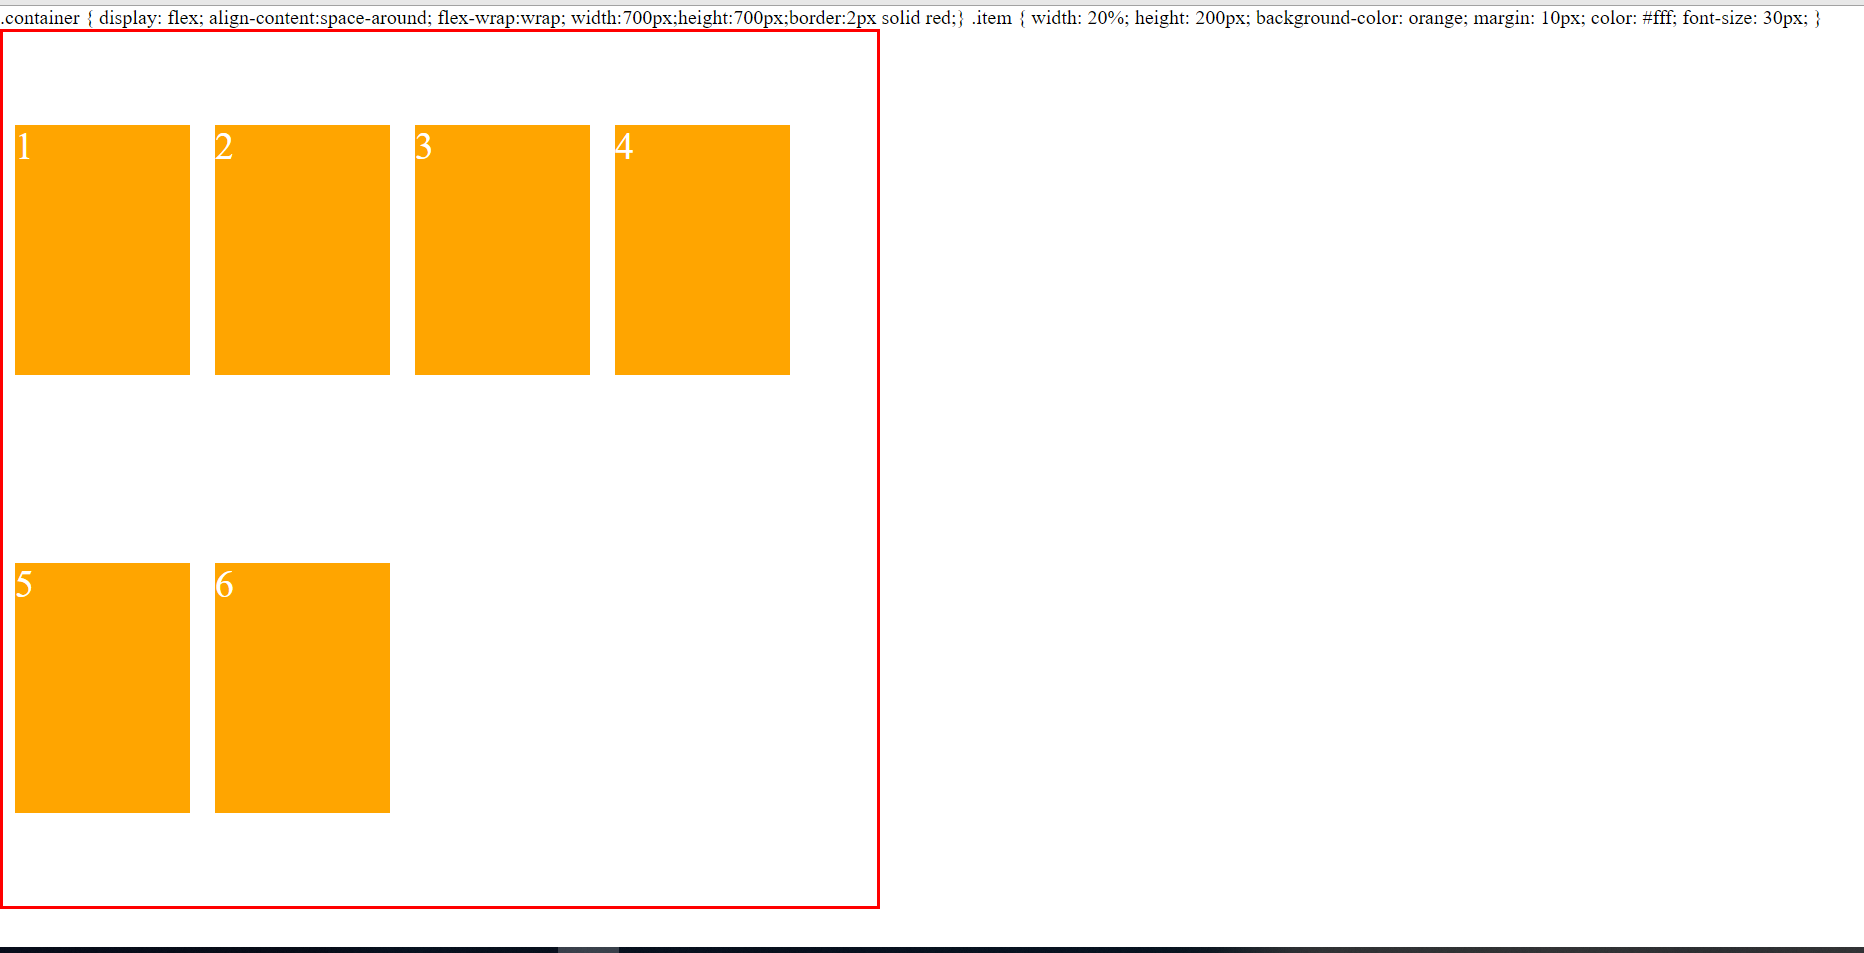 .container { display: flex; align-content:space-around; flex-wrap:wrap; width:700px;height:700px;border:2px solid red;} .item { width: 20%; height: 200px; background-color: orange; margin: 10px; color: #fff; font-size: 30px; }
1 2 3 4
5 6